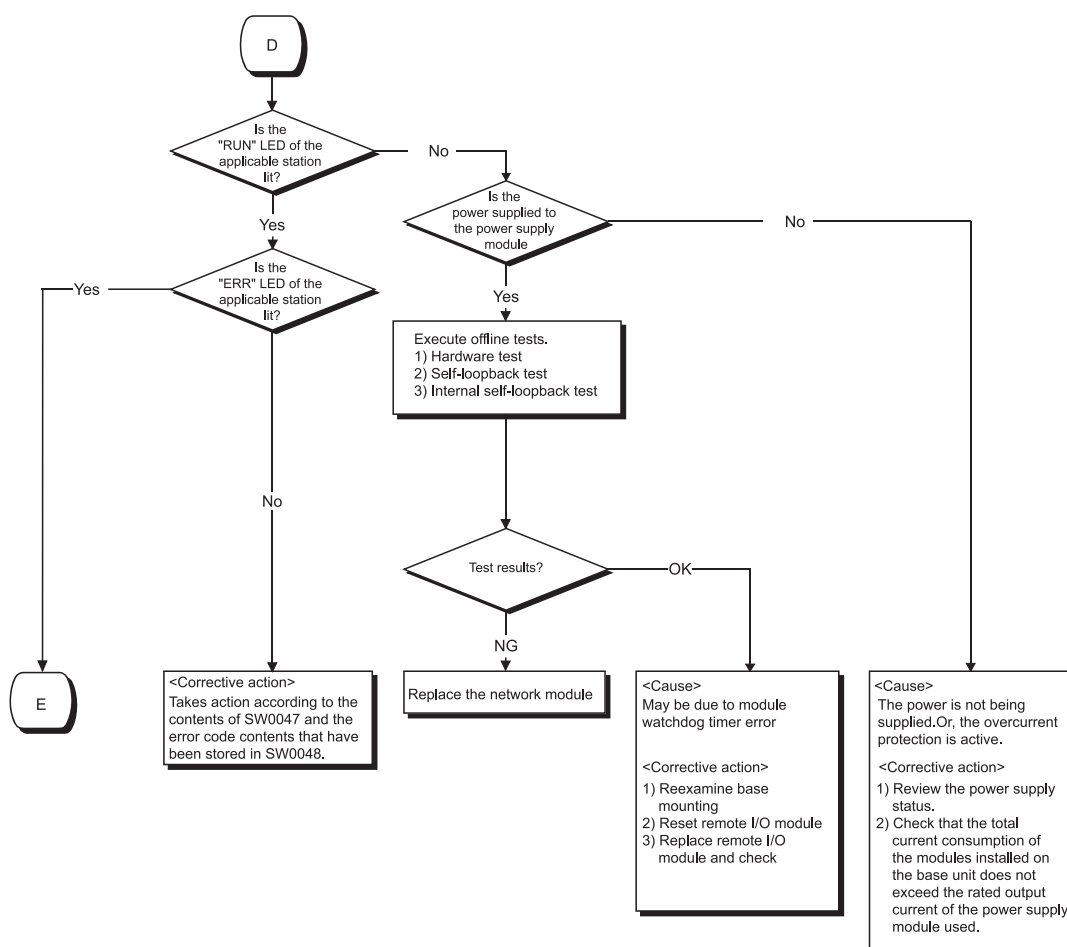 D
Is the
"RUN" LED of the
applicable station
lit?
No
Is the
power supplied to
the power supply
module
No
Yes
Is the
"ERR" LED of the
applicable station
lit?
Yes
Yes
Execute offline tests.
1) Hardware test
2) Self-loopback test
3) Internal self-loopback test
No
Test results?
OK
NG
E
<Corrective action>
Takes action according to the
contents of SW0047 and the
error code contents that have
been stored in SW0048.
Replace the network module
<Cause>
May be due to module
watchdog timer error
<Corrective action>
1) Reexamine base
mounting
2) Reset remote I/O module
3) Replace remote I/O
module and check
<Cause>
The power is not being
supplied.Or, the overcurrent
protection is active.
<Corrective action>
1) Review the power supply
status.
2) Check that the total
current consumption of
the modules installed on
the base unit does not
exceed the rated output
current of the power supply
module used.